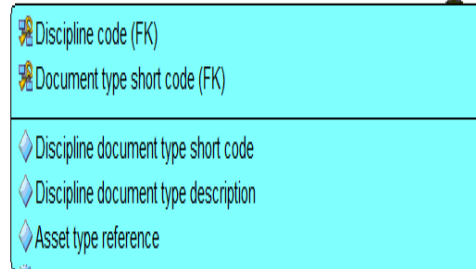 Discipline code (FK)
Document type short code (FK)
Discipline document type short code
Discipline document type description
Asset type reference